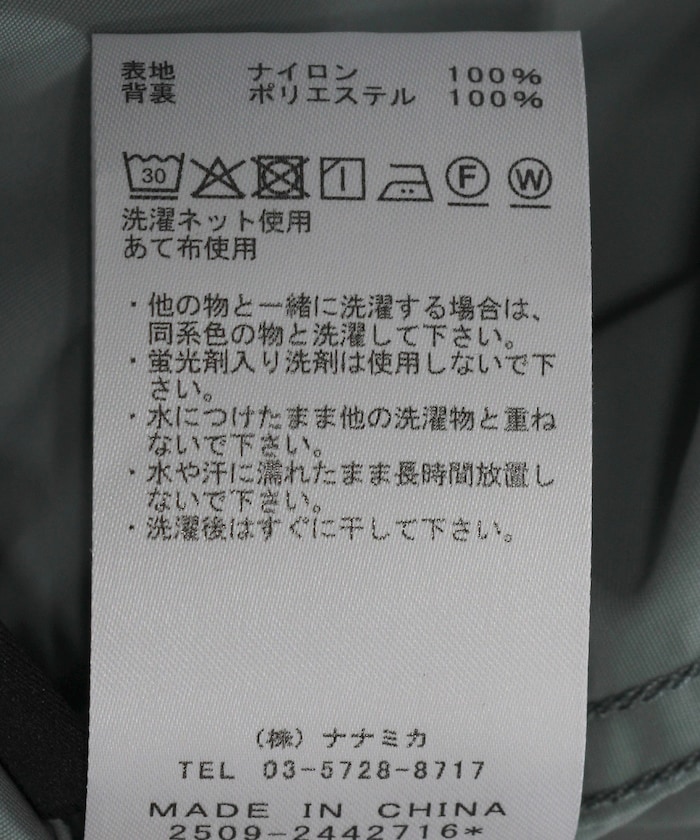 表地 ナイロン 100%
背裏 ポリエステル 100%
30 F W
洗濯ネット使用
あて布使用
・他の物と一緒に洗濯する場合は、
同系色の物と洗濯して下さい。
・蛍光剤入り洗剤は使用しないで下
さい。
・水につけたまま他の洗濯物と重ね
ないで下さい。
・水や汗に濡れたまま長時間放置し
ないで下さい。
・洗濯後はすぐに干して下さい。
(株)ナナミカ
TEL 03-5728-8717
MADE IN CHINA
2509-2442716*